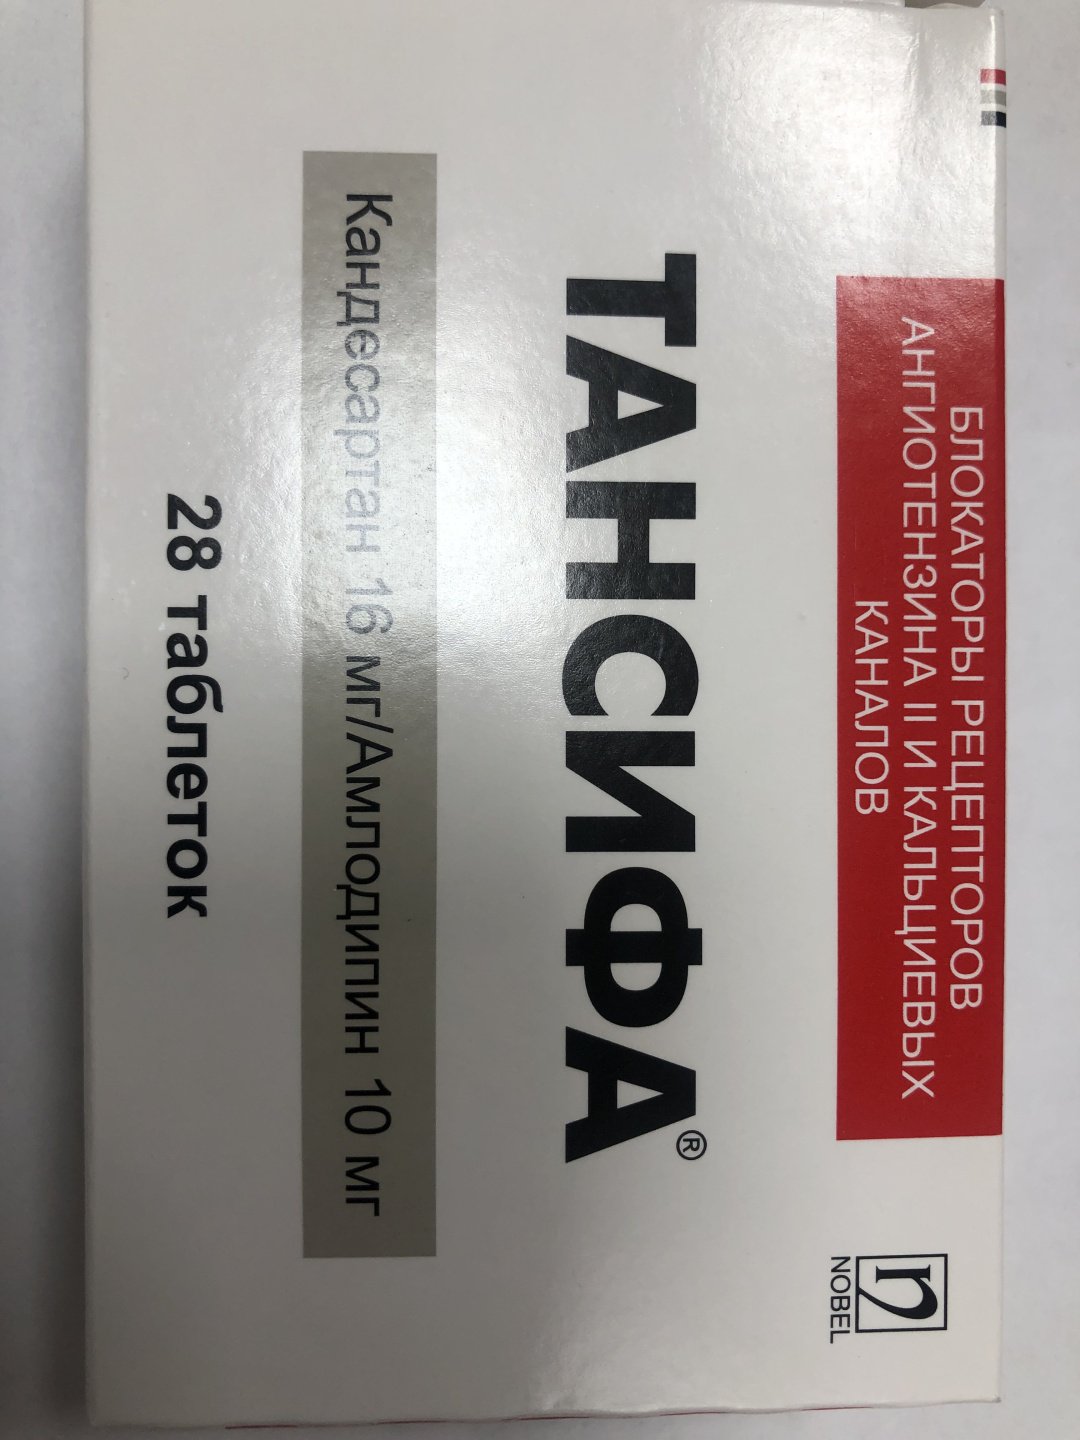 БЛОКАТОРЫ РЕЦЕПТОРОВ
АНГИОТЕНЗИНА II И КАЛЬЦИЕВЫХ
КАНАЛОВ
NOBEL
ТАНСИФА®
Кандесартан 16 мг/Амлодипин 10 мг
28 таблеток